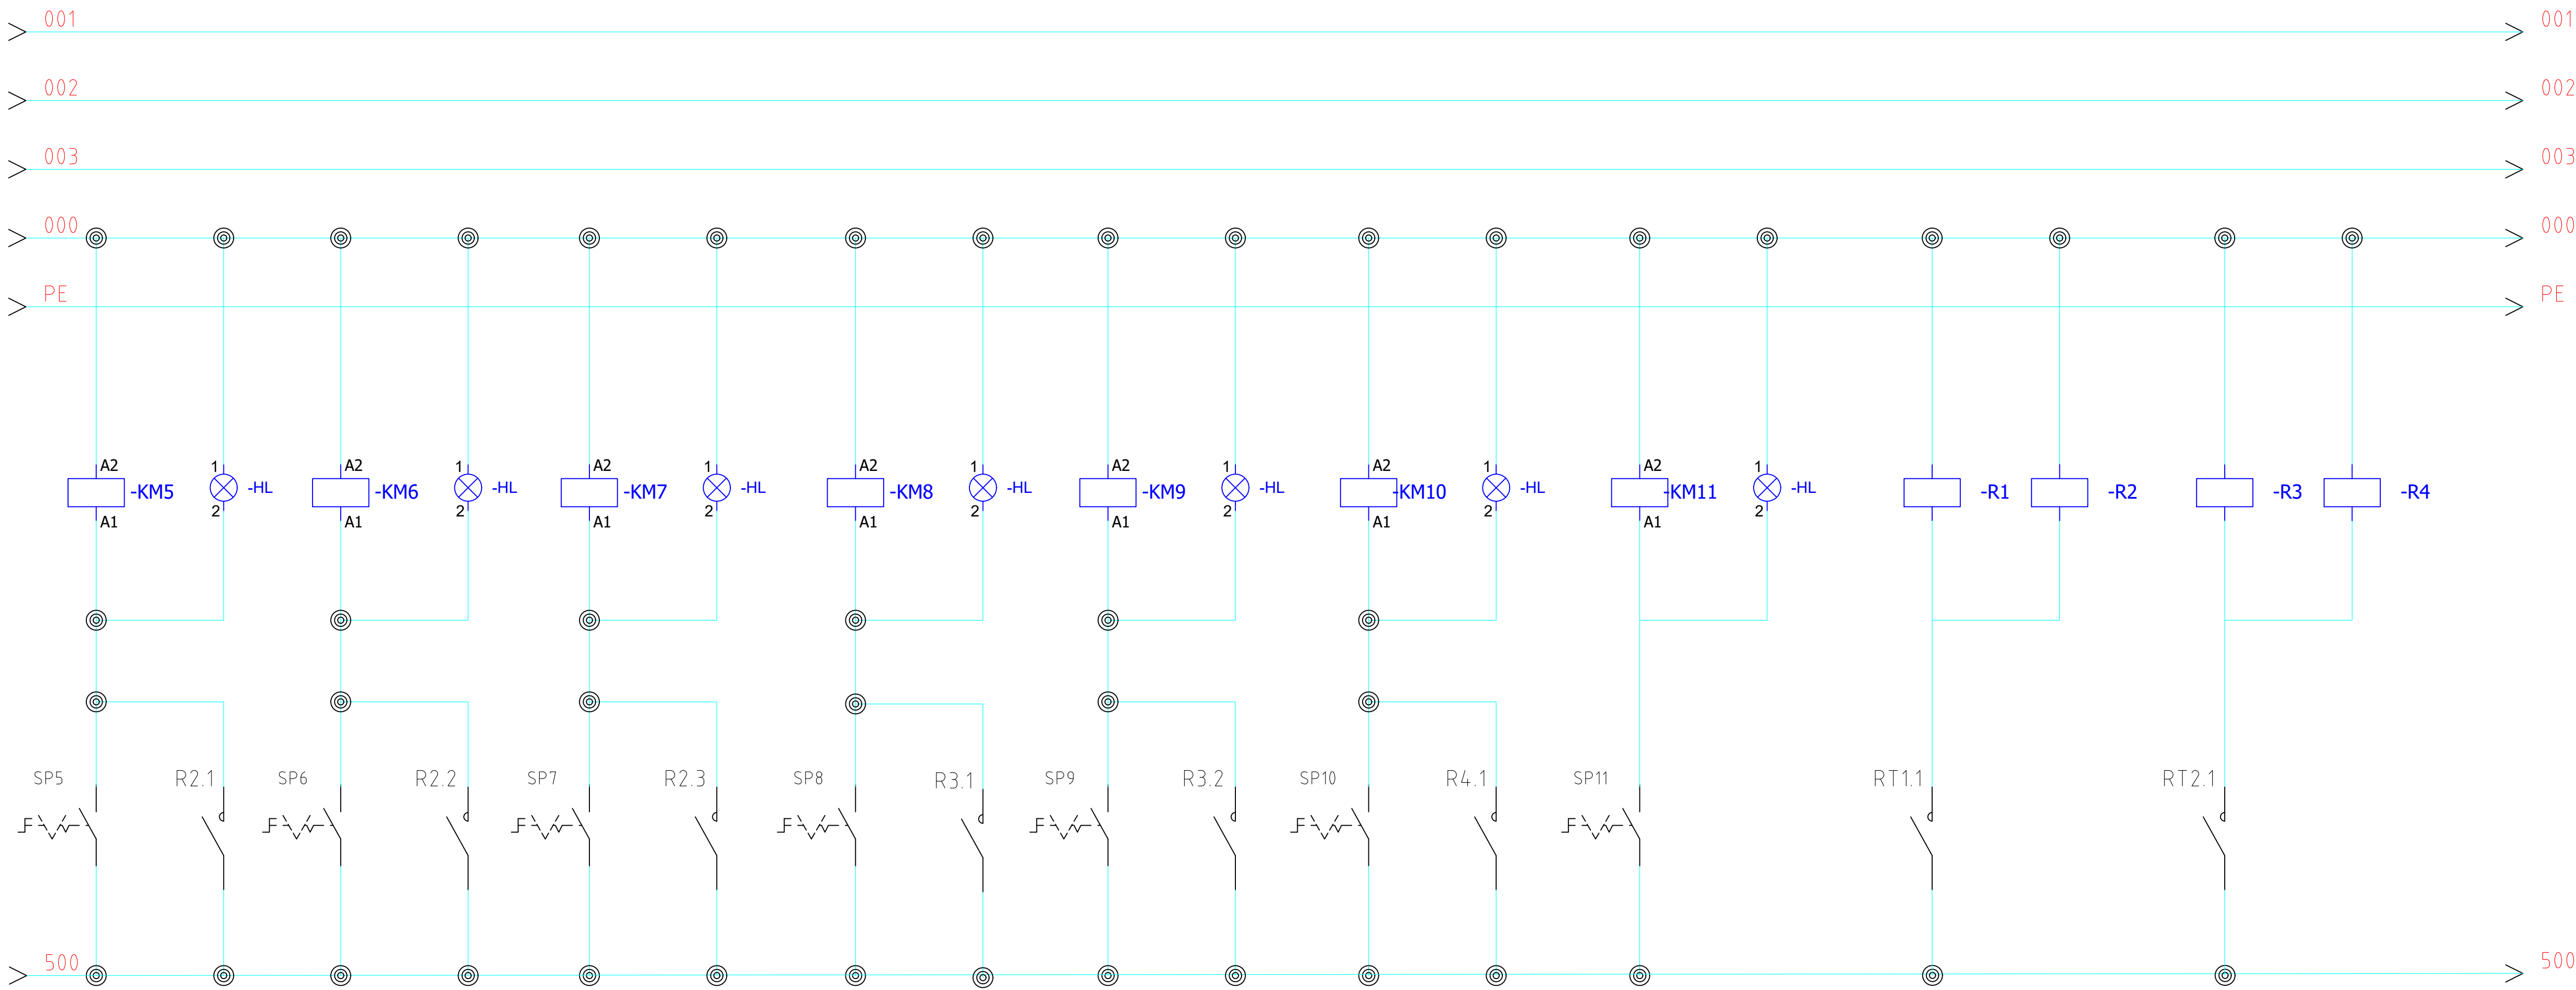 001 001
002 002
003 003
000 000
PE PE
A2 1 A2 1 A2 1 A2 1 A2 1 A2 1 A2 1
-KM5 -HL -KM6 -HL -KM7 -HL -KM8 -HL -KM9 -HL -KM10 -HL -KM11 -HL -R1 -R2 -R3 -R4
A1 2 A1 2 A1 2 A1 2 A1 2 A1 2 A1 2
SP5 R2.1 SP6 R2.2 SP7 R2.3 SP8 R3.1 SP9 R3.2 SP10 R4.1 SP11 RT1.1 RT2.1
500 500